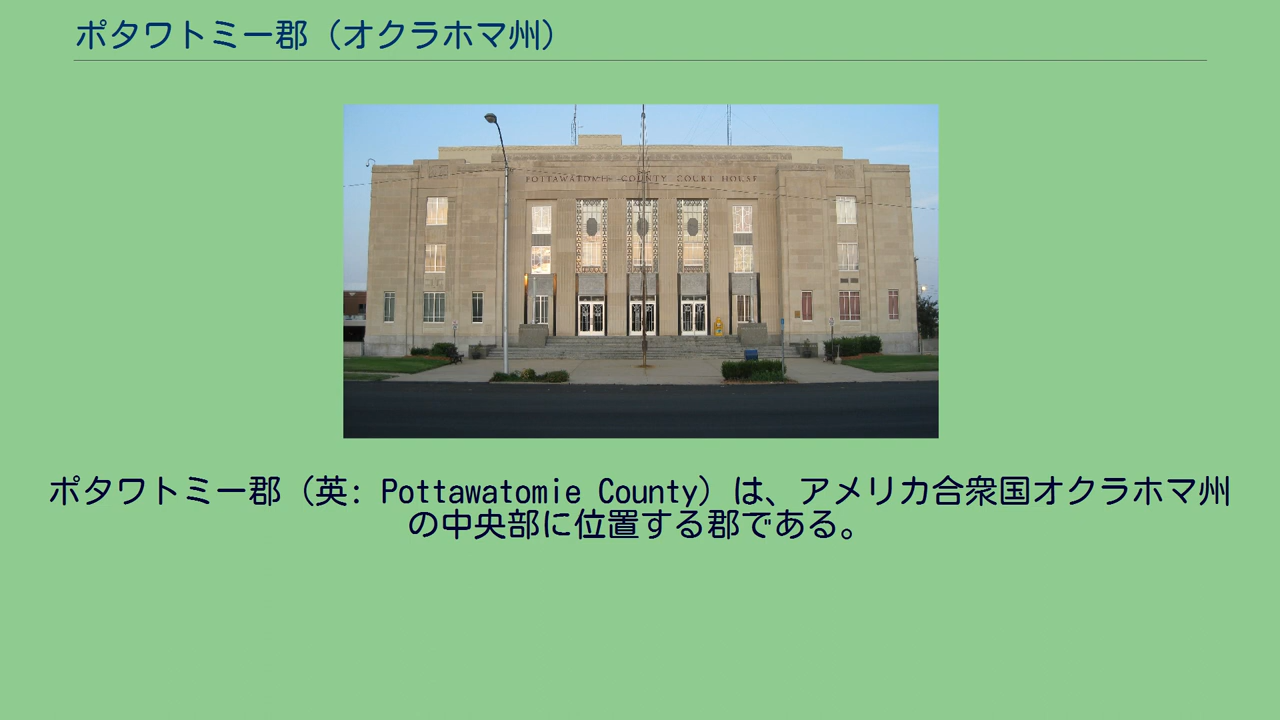 ポタワトミー郡（オクラホマ州）
POTTAWATOMIE COUNTY COURT HOUSE
ポタワトミー郡（英: Pottawatomie County）は、アメリカ合衆国オクラホマ州
の中央部に位置する郡である。